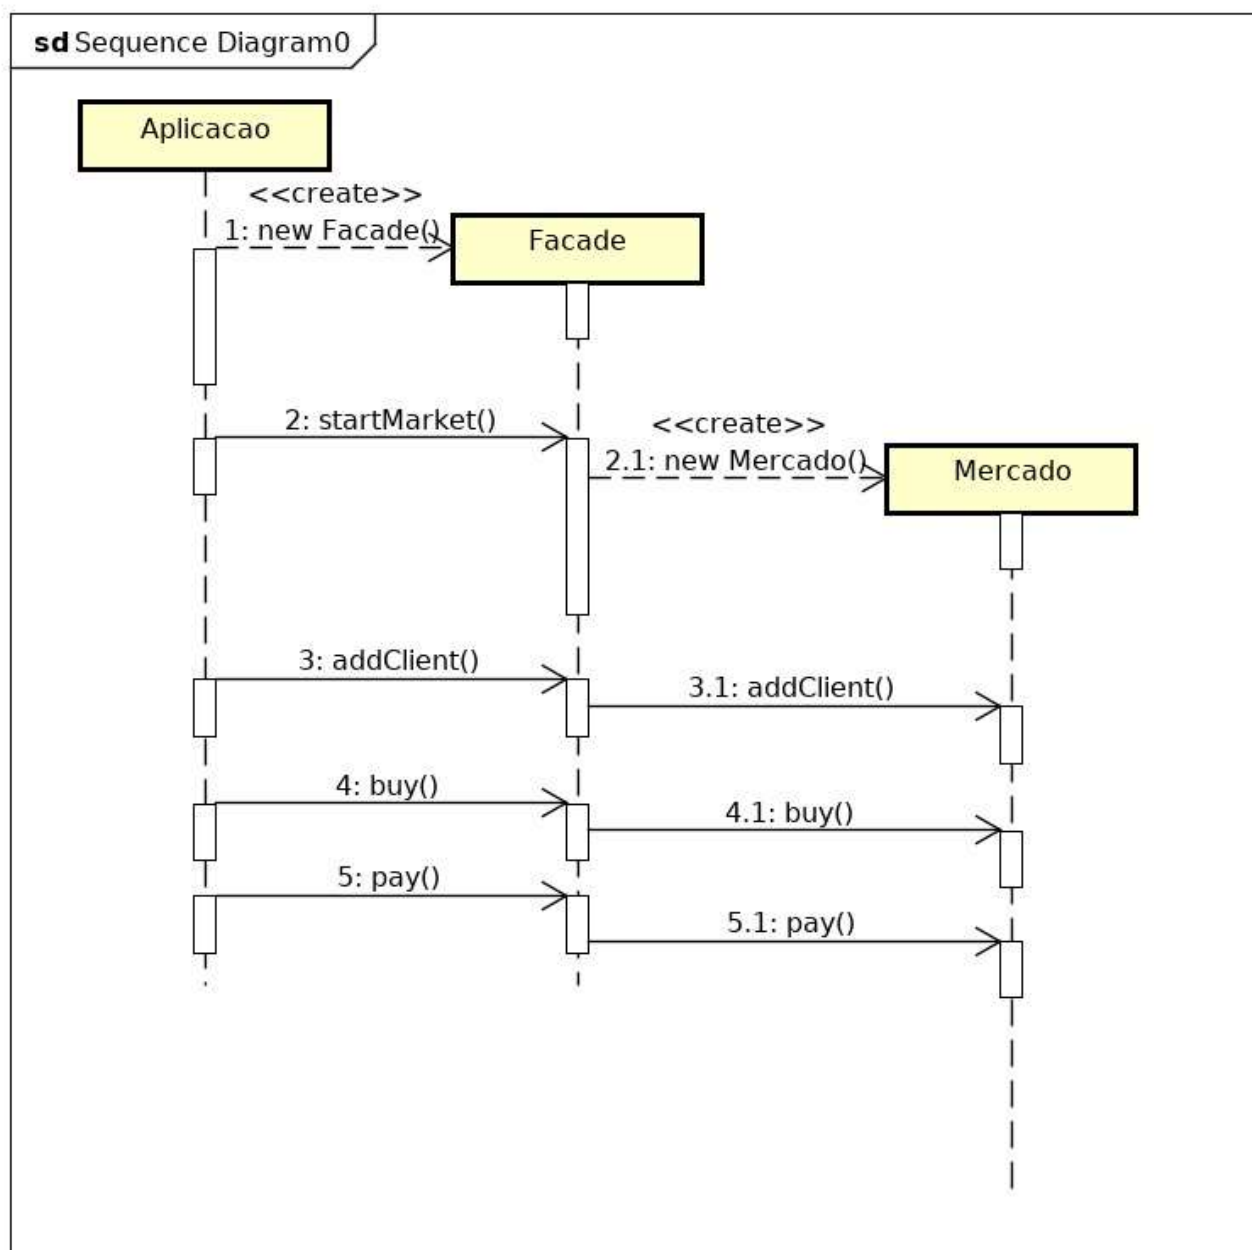 sd Sequence Diagram0
Aplicacao
<<create>>
1: new Facade()
Facade
2: startMarket()
<<create>>
2.1: new Mercado()
Mercado
3: addClient()
3.1: addClient()
4: buy()
4.1: buy()
5: pay()
5.1: pay()